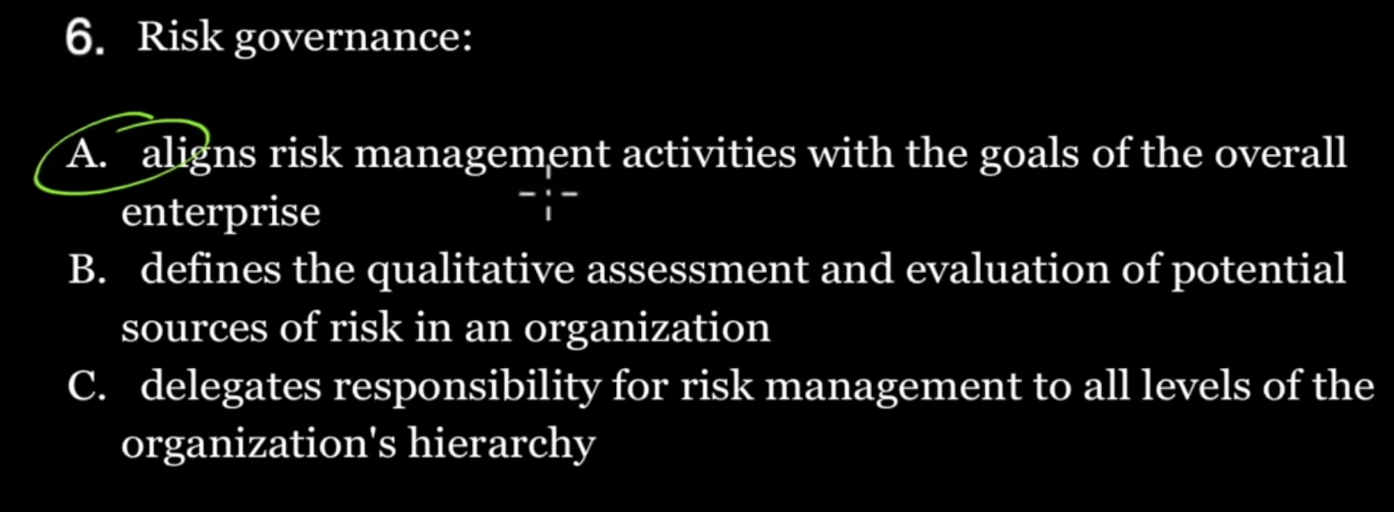 6. Risk governance:
A. aligns risk management activities with the goals of the overall
enterprise
B. defines the qualitative assessment and evaluation of potential
sources of risk in an organization
C. delegates responsibility for risk management to all levels of the
organization's hierarchy